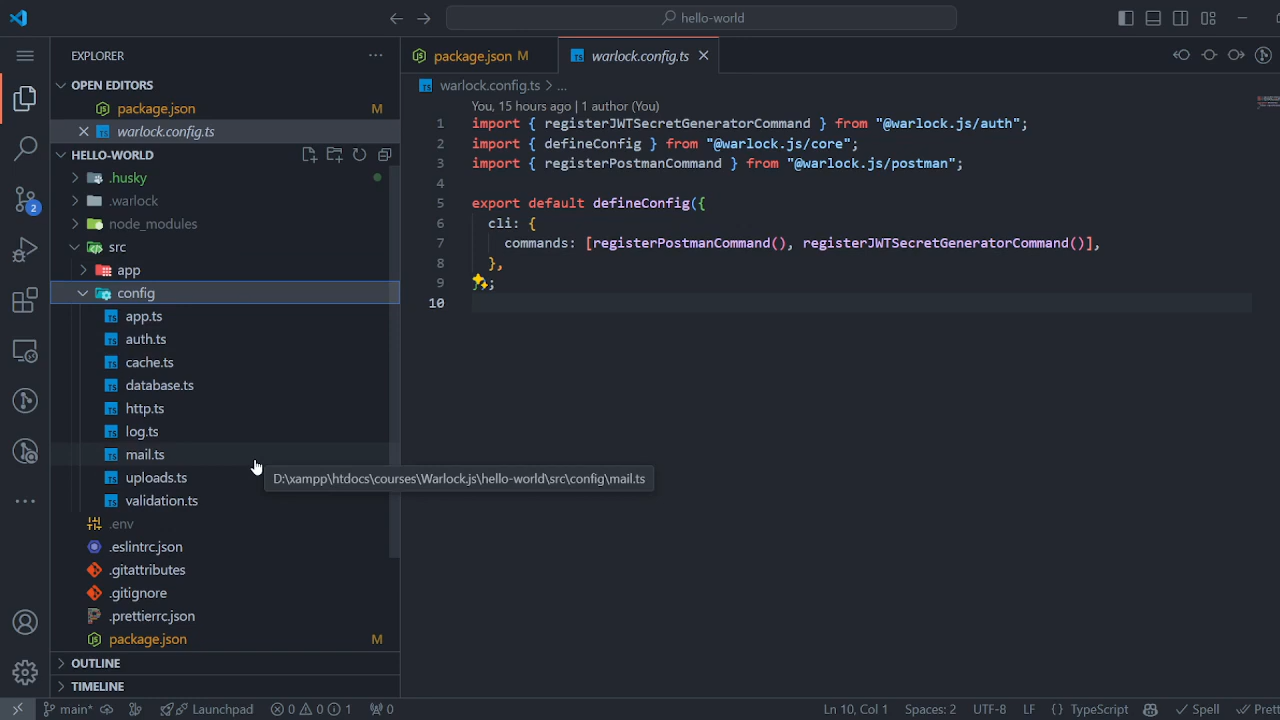 hello-world
EXPLORER
OPEN EDITORS
package.json M
warlock.config.ts
HELLO-WORLD
.husky
.warlock
node_modules
src
app
config
app.ts
auth.ts
cache.ts
database.ts
http.ts
log.ts
mail.ts
uploads.ts
validation.ts
.env
.eslintrc.json
.gitattributes
.gitignore
.prettierrc.json
package.json M
OUTLINE
TIMELINE
2
package.json M
warlock.config.ts
warlock.config.ts > ...
You, 15 hours ago | 1 author (You)
1 import { registerJWTSecretGeneratorCommand } from "@warlock.js/auth";
2 import { defineConfig } from "@warlock.js/core";
3 import { registerPostmanCommand } from "@warlock.js/postman";
4
5 export default defineConfig({
6 cli: {
7 commands: [registerPostmanCommand(), registerJWTSecretGeneratorCommand()],
8 },
9 });
10
D:\xampp\htdocs\courses\Warlock.js\hello-world\src\config\mail.ts
main* Launchpad 0 0 1 0 Ln 10, Col 1 Spaces: 2 UTF-8 LF {} TypeScript Spell